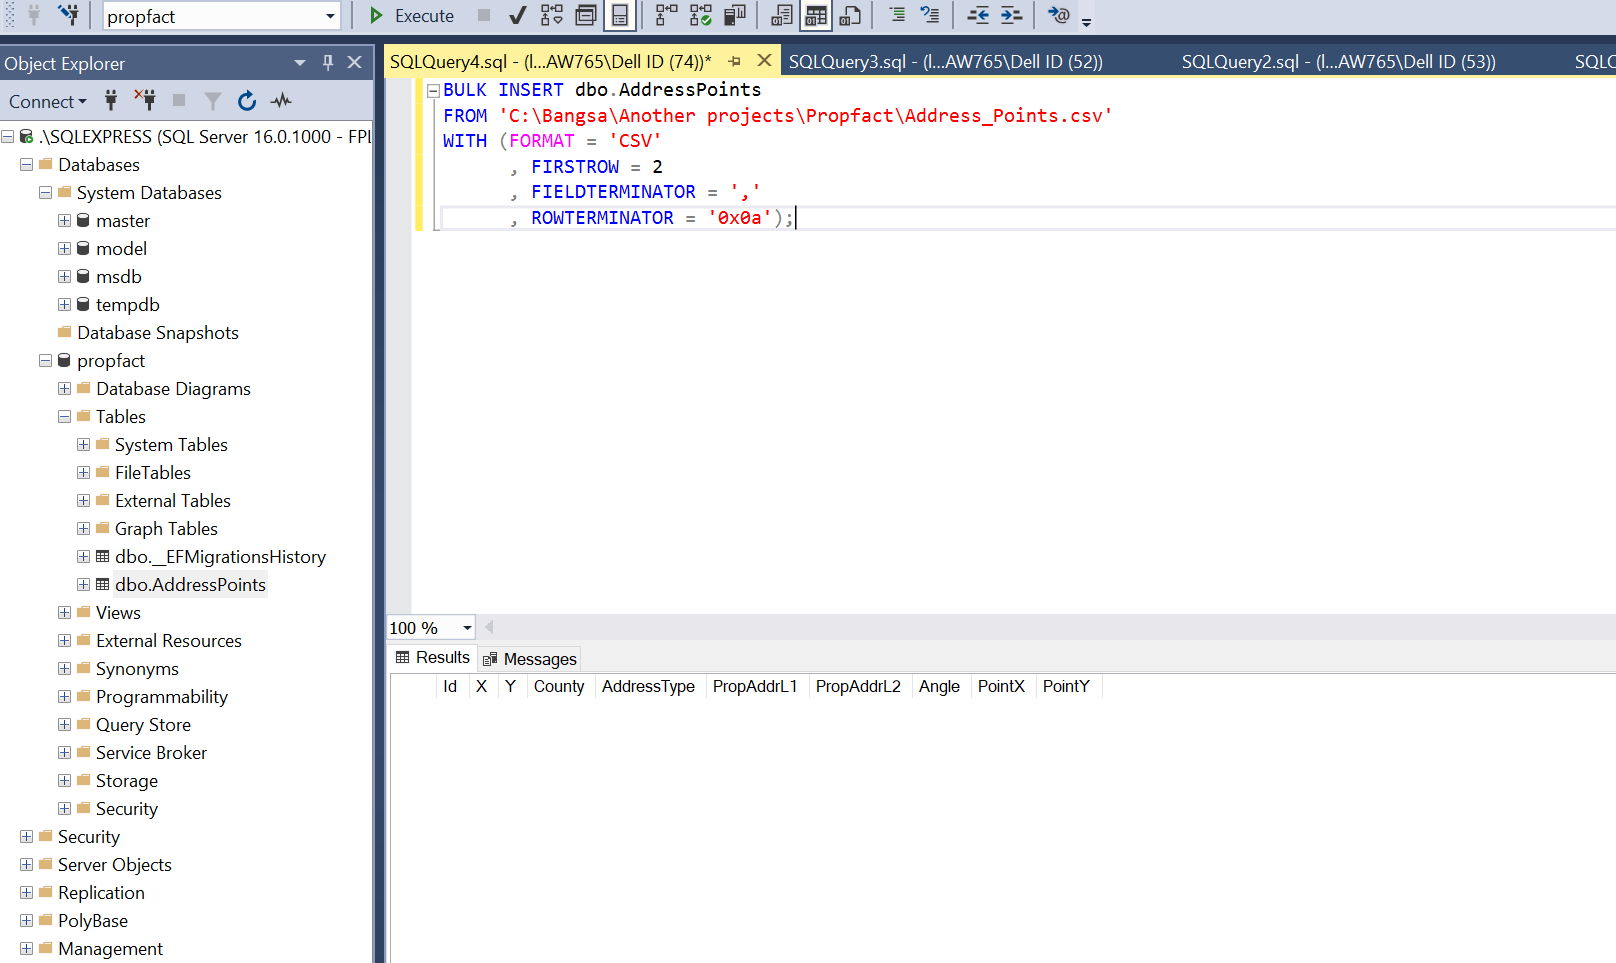 propfact
Execute
Object Explorer
Connect
.\SQLEXPRESS (SQL Server 16.0.1000 - FPL
Databases
System Databases
master
model
msdb
tempdb
Database Snapshots
propfact
Database Diagrams
Tables
System Tables
FileTables
External Tables
Graph Tables
dbo.__EFMigrationsHistory
dbo.AddressPoints
Views
External Resources
Synonyms
Programmability
Query Store
Service Broker
Storage
Security
Security
Server Objects
Replication
PolyBase
Management
SQLQuery4.sql - (l...AW765\Dell ID (74))*
SQLQuery3.sql - (l...AW765\Dell ID (52))
SQLQuery2.sql - (l...AW765\Dell ID (53))
SQLQ
BULK INSERT dbo.AddressPoints
FROM 'C:\Bangsa\Another projects\Propfact\Address_Points.csv'
WITH (FORMAT = 'CSV'
, FIRSTROW = 2
, FIELDTERMINATOR = ','
, ROWTERMINATOR = '0x0a');
100 %
Results Messages
Id X Y County AddressType PropAddrL1 PropAddrL2 Angle PointX PointY